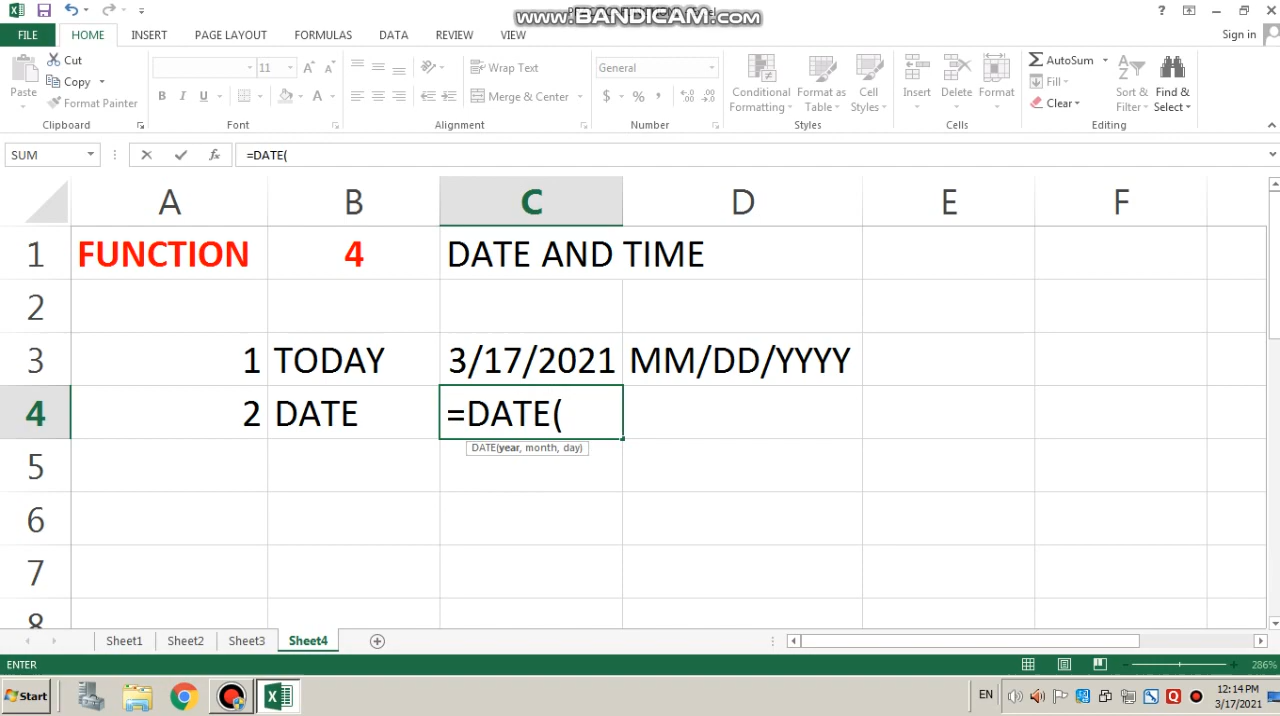 www.BANDICAM.com
FILE HOME INSERT PAGE LAYOUT FORMULAS DATA REVIEW VIEW Sign in
Cut
Copy
Format Painter
Paste
11
Wrap Text
Merge & Center
General
Conditional Formatting
Format as Table
Cell Styles
Insert
Delete
Format
AutoSum
Fill
Clear
Sort & Filter
Find & Select
Clipboard Font Alignment Number Styles Cells Editing
SUM =DATE(
A B C D E F
1 FUNCTION 4 DATE AND TIME
2
3 1 TODAY 3/17/2021 MM/DD/YYYY
4 2 DATE =DATE(
DATE(year, month, day)
5
6
7
8
Sheet1 Sheet2 Sheet3 Sheet4
ENTER 286%
Start EN 12:14 PM
3/17/2021